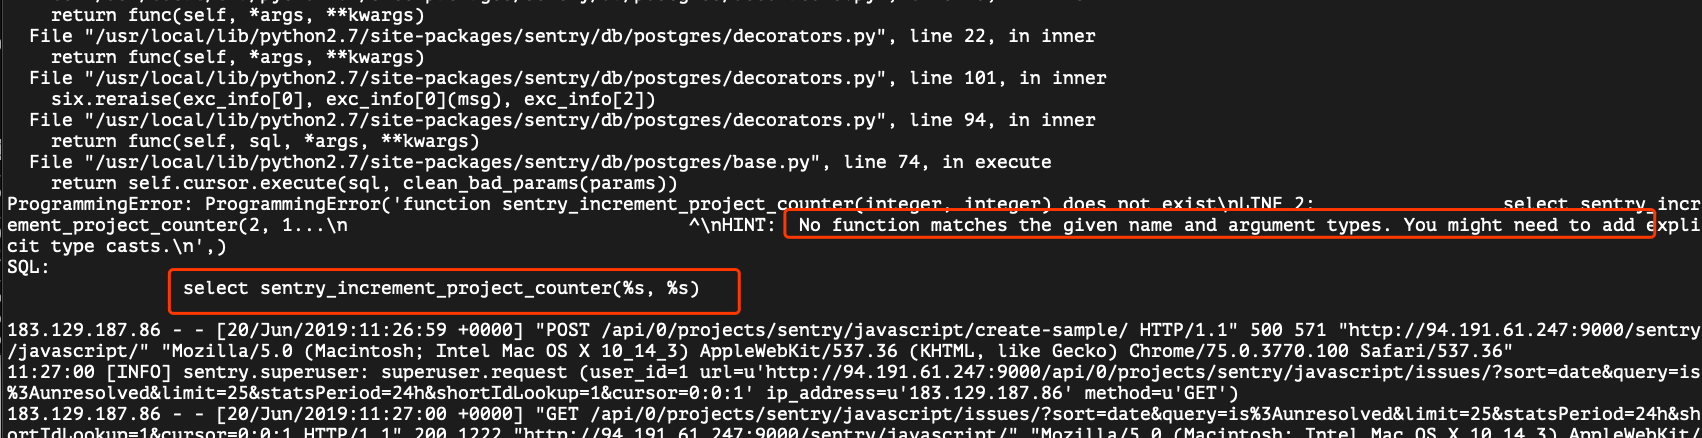 return func(self, *args, **kwargs)
File "/usr/local/lib/python2.7/site-packages/sentry/db/postgres/decorators.py", line 22, in inner
return func(self, *args, **kwargs)
File "/usr/local/lib/python2.7/site-packages/sentry/db/postgres/decorators.py", line 101, in inner
six.reraise(exc_info[0], exc_info[0](msg), exc_info[2])
File "/usr/local/lib/python2.7/site-packages/sentry/db/postgres/decorators.py", line 94, in inner
return func(self, sql, *args, **kwargs)
File "/usr/local/lib/python2.7/site-packages/sentry/db/postgres/base.py", line 74, in execute
return self.cursor.execute(sql, clean_bad_params(params))
ProgrammingError: ProgrammingError('function sentry_increment_project_counter(integer, integer) does not exist\nLINE 2: select sentry_incr
ement_project_counter(2, 1...\n ^\nHINT: No function matches the given name and argument types. You might need to add expli
cit type casts.\n',)
SQL:
select sentry_increment_project_counter(%s, %s)
183.129.187.86 - - [20/Jun/2019:11:26:59 +0000] "POST /api/0/projects/sentry/javascript/create-sample/ HTTP/1.1" 500 571 "http://94.191.61.247:9000/sentry
/javascript/" "Mozilla/5.0 (Macintosh; Intel Mac OS X 10_14_3) AppleWebKit/537.36 (KHTML, like Gecko) Chrome/75.0.3770.100 Safari/537.36"
11:27:00 [INFO] sentry.superuser: superuser.request (user_id=1 url=u'http://94.191.61.247:9000/api/0/projects/sentry/javascript/issues/?sort=date&query=is
%3Aunresolved&limit=25&statsPeriod=24h&shortIdLookup=1&cursor=0:0:1' ip_address=u'183.129.187.86' method=u'GET')
183.129.187.86 - - [20/Jun/2019:11:27:00 +0000] "GET /api/0/projects/sentry/javascript/issues/?sort=date&query=is%3Aunresolved&limit=25&statsPeriod=24h&sh
ortIdLookup=1&cursor=0:0:1 HTTP/1.1" 200 1222 "http://94.191.61.247:9000/sentry/javascript/" "Mozilla/5.0 (Macintosh; Intel Mac OS X 10_14_3) AppleWebKit/